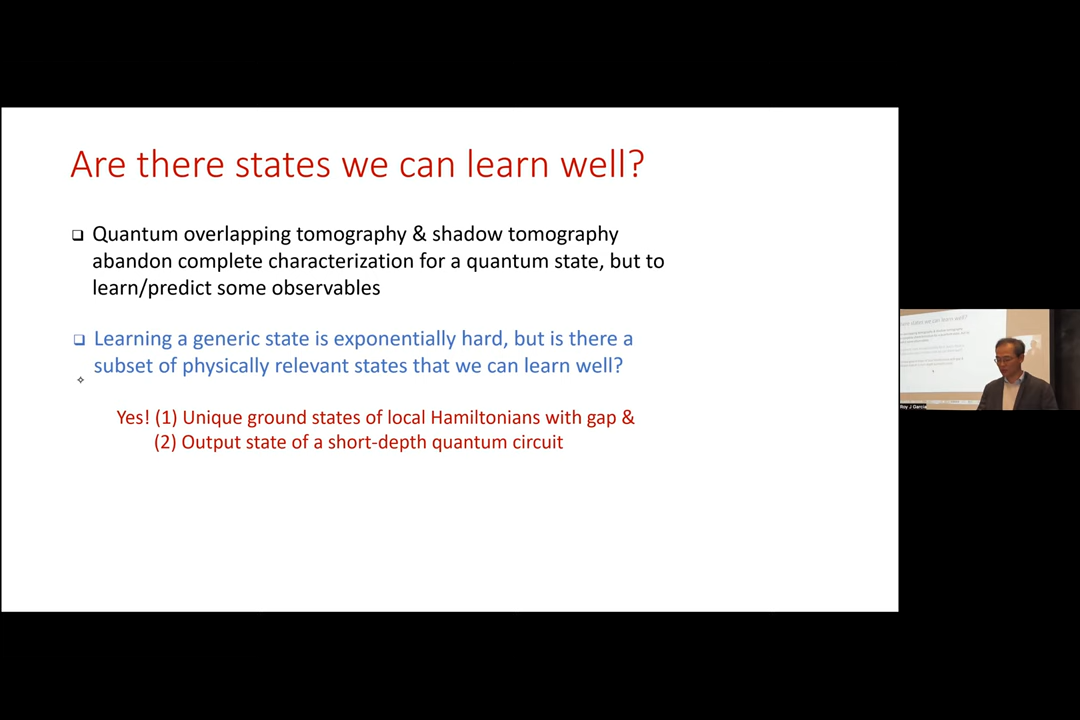 Are there states we can learn well?
Quantum overlapping tomography & shadow tomography
abandon complete characterization for a quantum state, but to
learn/predict some observables
Learning a generic state is exponentially hard, but is there a
subset of physically relevant states that we can learn well?
Yes! (1) Unique ground states of local Hamiltonians with gap &
(2) Output state of a short-depth quantum circuit
Roy J Garcia